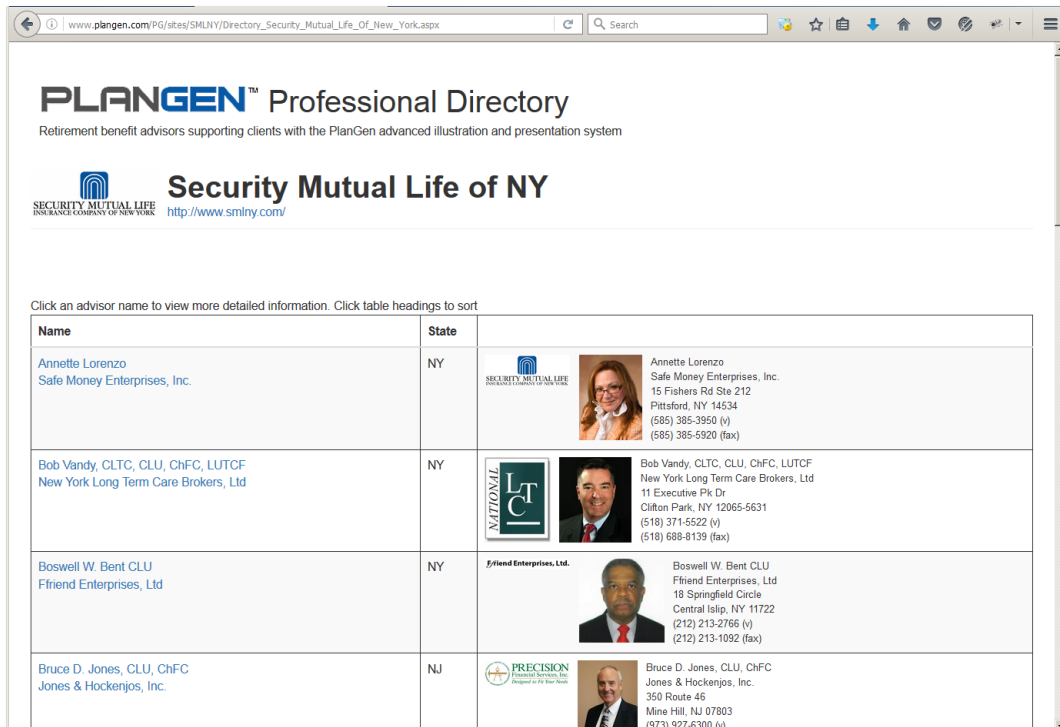 www.plangen.com/PG/sites/SMLNY/Directory_Security_Mutual_Life_Of_New_York.aspx
Search
PLANGEN™ Professional Directory
Retirement benefit advisors supporting clients with the PlanGen advanced illustration and presentation system
SECURITY MUTUAL LIFE
INSURANCE COMPANY OF NEW YORK
Security Mutual Life of NY
http://www.smlny.com/
Click an advisor name to view more detailed information. Click table headings to sort
Name State
Annette Lorenzo
Safe Money Enterprises, Inc.
NY
SECURITY MUTUAL LIFE
INSURANCE COMPANY OF NEW YORK
Annette Lorenzo
Safe Money Enterprises, Inc.
15 Fishers Rd Ste 212
Pittsford, NY 14534
(585) 385-3950 (v)
(585) 385-5920 (fax)
Bob Vandy, CLTC, CLU, ChFC, LUTCF
New York Long Term Care Brokers, Ltd
NY
NATIONAL
LTC
Bob Vandy, CLTC, CLU, ChFC, LUTCF
New York Long Term Care Brokers, Ltd
11 Executive Pk Dr
Clifton Park, NY 12065-5631
(518) 371-5522 (v)
(518) 688-8139 (fax)
Boswell W. Bent CLU
Ffriend Enterprises, Ltd
NY
Ffriend Enterprises, Ltd.
Boswell W. Bent CLU
Ffriend Enterprises, Ltd
18 Springfield Circle
Central Islip, NY 11722
(212) 213-2766 (v)
(212) 213-1092 (fax)
Bruce D. Jones, CLU, ChFC
Jones & Hockenjos, Inc.
NJ
PRECISION
Financial Services, Inc.
Designed to Fit Your Needs
Bruce D. Jones, CLU, ChFC
Jones & Hockenjos, Inc.
350 Route 46
Mine Hill, NJ 07803
(973) 927-6300 (v)